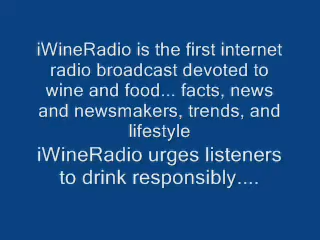 iWineRadio is the first internet
radio broadcast devoted to
wine and food... facts, news
and newsmakers, trends, and
lifestyle
iWineRadio urges listeners
to drink responsibly....